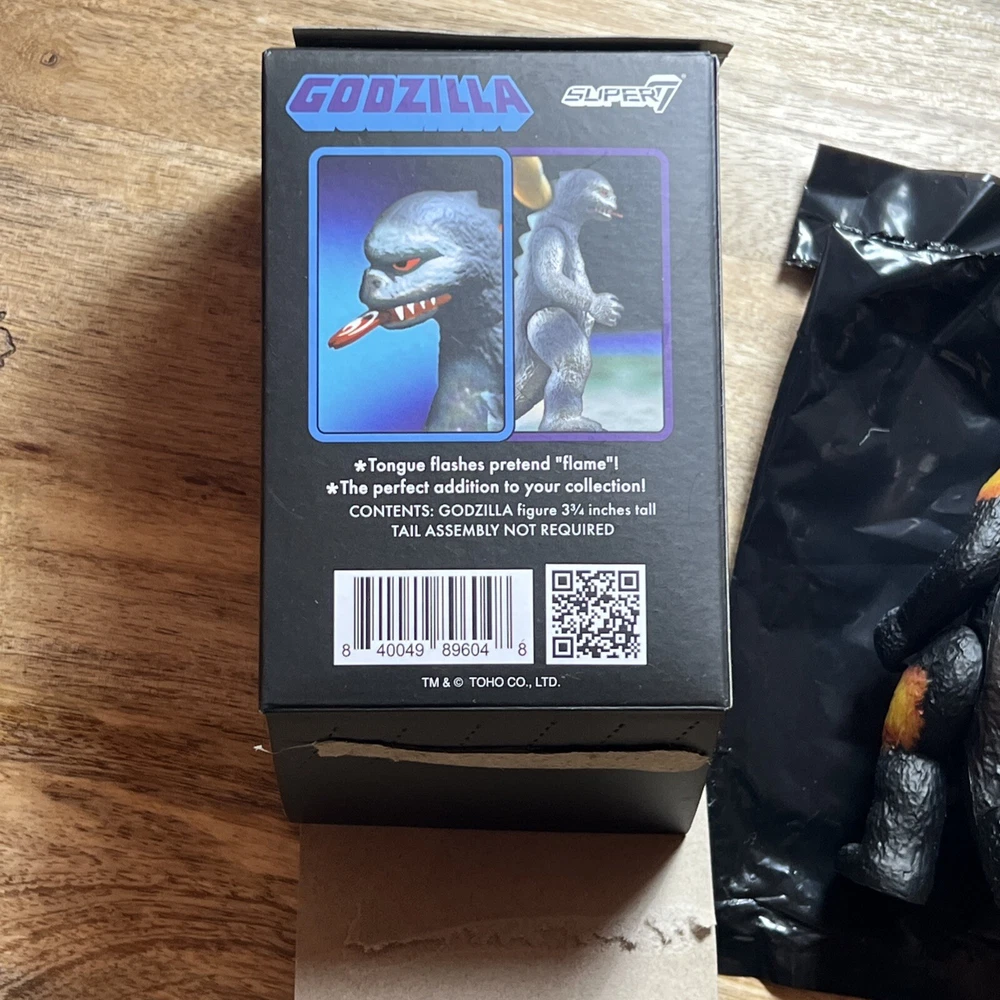 GODZILLA
SUPER7®
*Tongue flashes pretend "flame"!
*The perfect addition to your collection!
CONTENTS: GODZILLA figure 3¾ inches tall
TAIL ASSEMBLY NOT REQUIRED
8 40049 89604 8
TM & © TOHO CO., LTD.